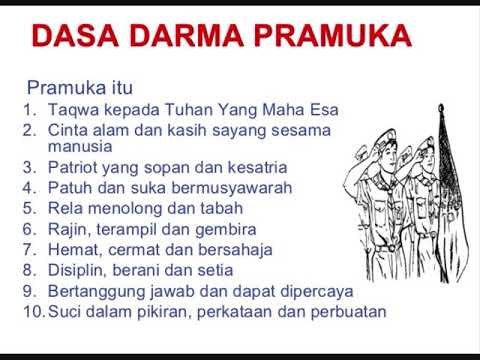 DASA DARMA PRAMUKA
Pramuka itu
1. Taqwa kepada Tuhan Yang Maha Esa
2. Cinta alam dan kasih sayang sesama
manusia
3. Patriot yang sopan dan kesatria
4. Patuh dan suka bermusyawarah
5. Rela menolong dan tabah
6. Rajin, terampil dan gembira
7. Hemat, cermat dan bersahaja
8. Disiplin, berani dan setia
9. Bertanggung jawab dan dapat dipercaya
10. Suci dalam pikiran, perkataan dan perbuatan